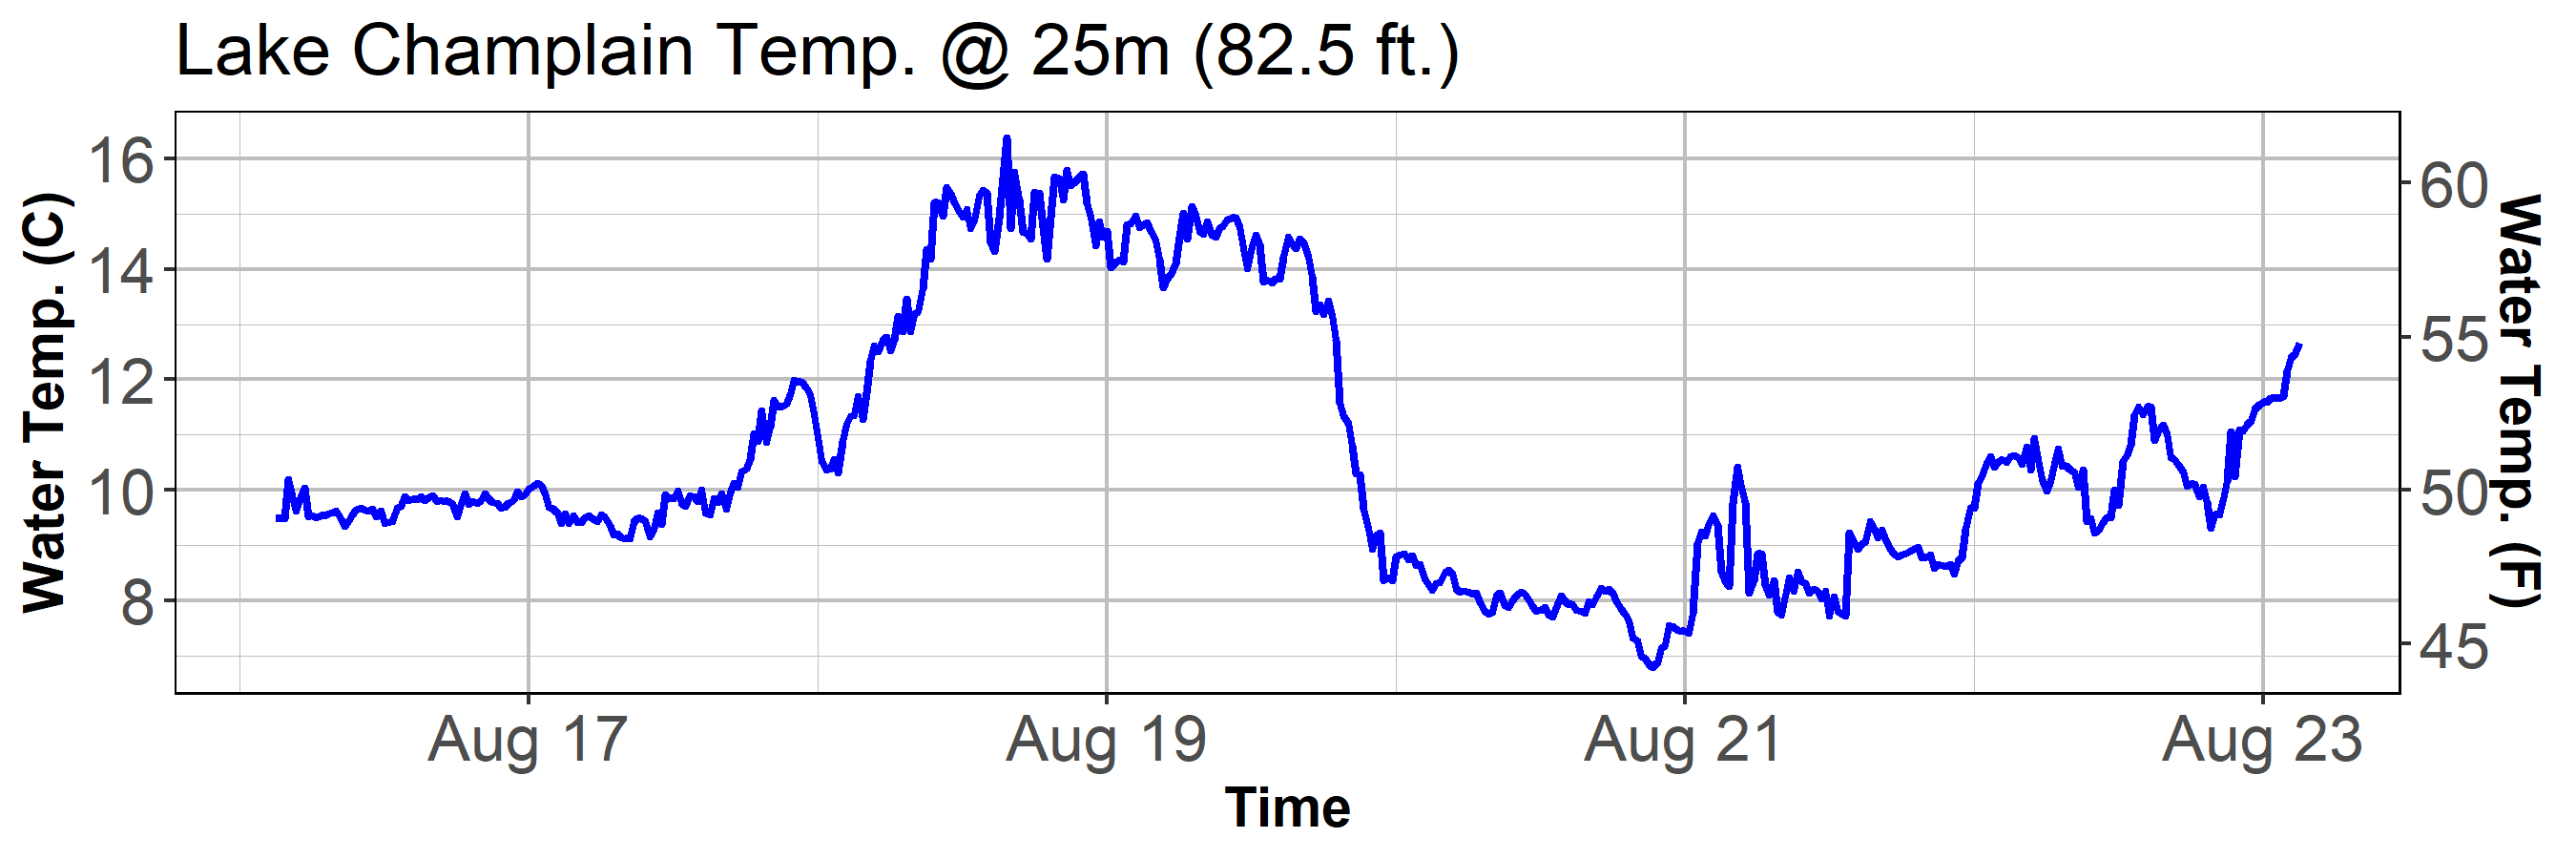 Lake Champlain Temp. @ 25m (82.5 ft.)
Water Temp. (C)
16
14
12
10
8
60
55
50
45
Water Temp. (F)
Aug 17
Aug 19
Aug 21
Aug 23
Time